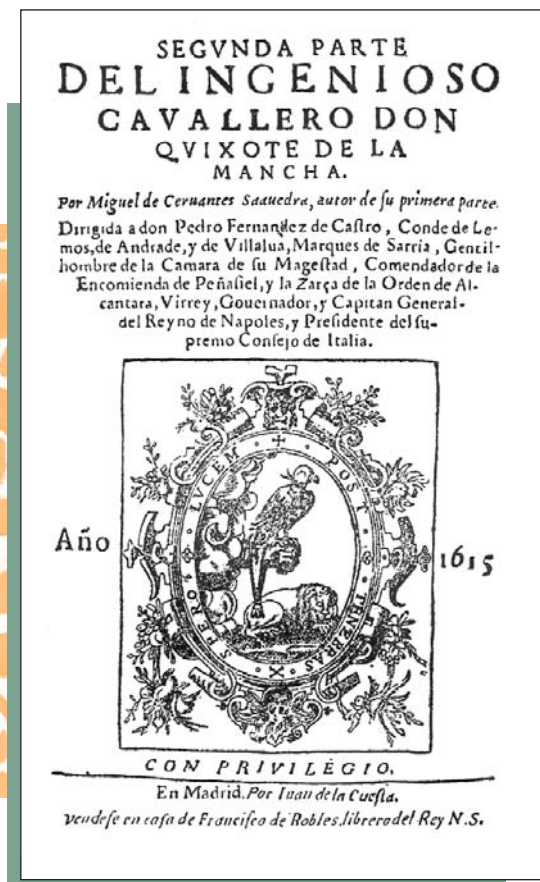 SEGVNDA PARTE
DEL INGENIOSO
CAVALLERO DON
QVIXOTE DE LA
MANCHA.
Por Miguel de Ceruantes Saauedra, autor de ſu primera parte.
Dirigida a don Pedro Fernandez de Caſtro, Conde de Le-
mos, de Andrade, y de Villalua, Marques de Sarria, Gentil-
hombre de la Camara de ſu Mageſtad, Comendador de la
Encomienda de Peñafiel, y la Zarça de la Orden de Al-
cantara, Virrey, Gouernador, y Capitan General
del Reyno de Napoles, y Preſidente del ſu-
premo Conſejo de Italia.
SPERO LVCEM POST TENEBRAS
Año 1615
CON PRIVILEGIO,
En Madrid. Por Iuan de la Cueſta.
vendeſe en caſa de Franciſco de Robles, librero del Rey N.S.